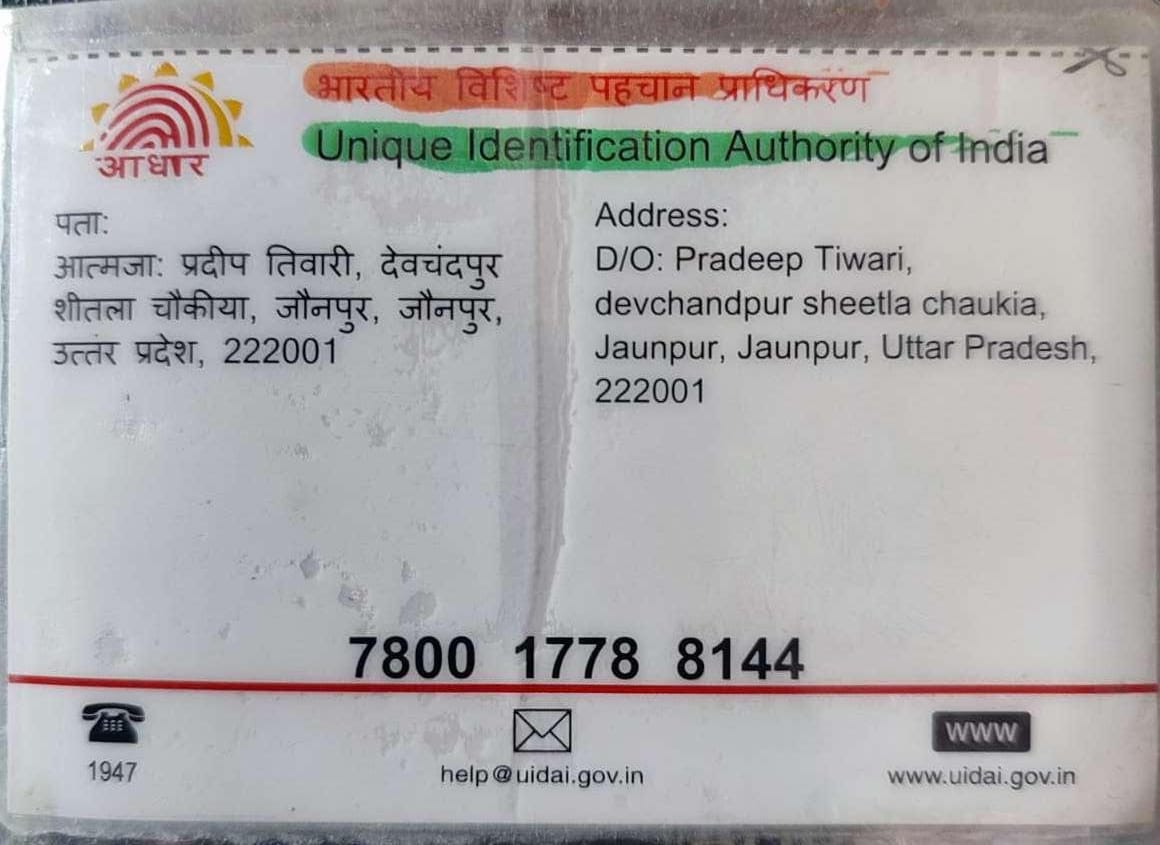 भारतीय विशिष्ट पहचान प्राधिकरण
Unique Identification Authority of India
आधार
पता:
आत्मजा: प्रदीप तिवारी, देवचंदपुर
शीतला चौकीया, जौनपुर, जौनपुर,
उत्तर प्रदेश, 222001
Address:
D/O: Pradeep Tiwari,
devchandpur sheetla chaukia,
Jaunpur, Jaunpur, Uttar Pradesh,
222001
7800 1778 8144
1947
help@uidai.gov.in
www
www.uidai.gov.in